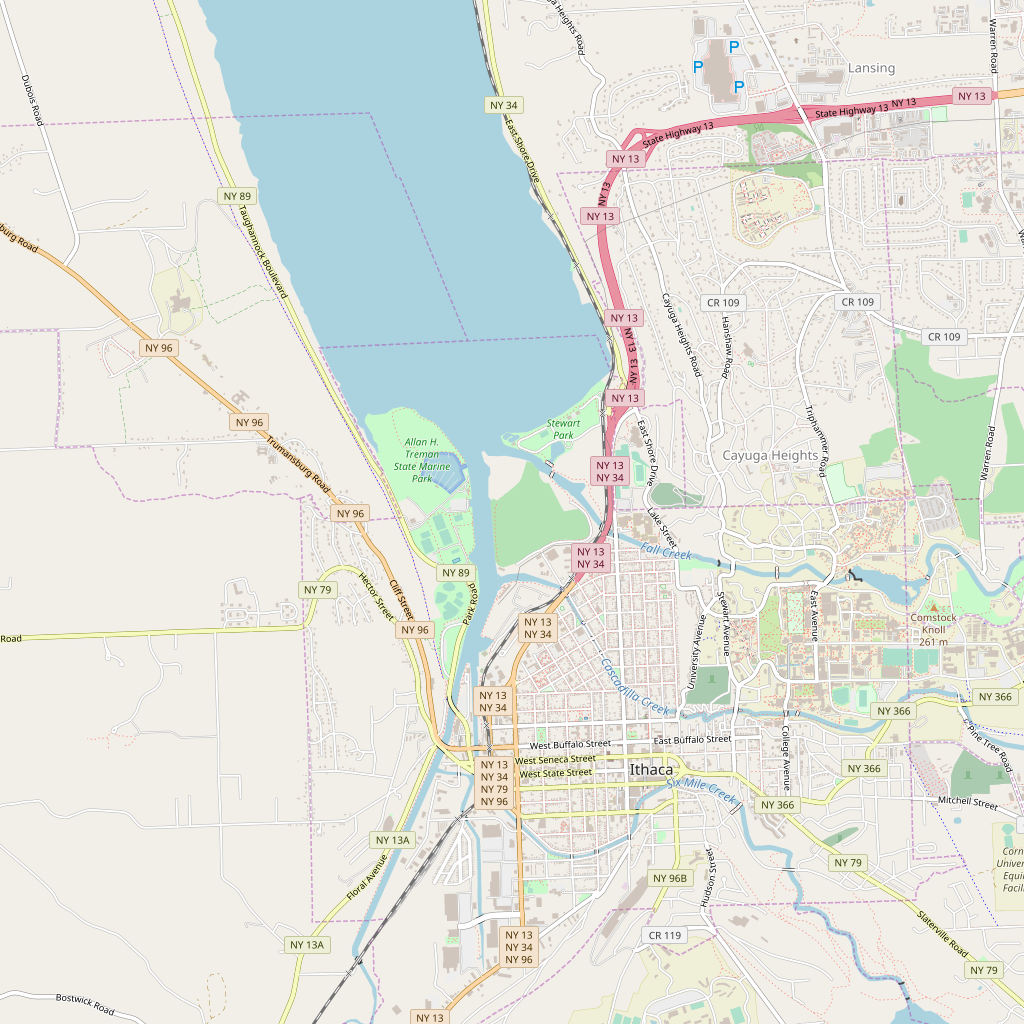 Cayuga Heights Road
Warren Road
P
P
P
Lansing
Dubois Road
NY 34
NY 13
State Highway 13
NY 13
State Highway 13
East Shore Drive
NY 13
NY 89
NY 13
NY 13
Taughannock Boulevard
burg Road
CR 109
CR 109
NY 13
Cayuga Heights Road
Hanshaw Road
CR 109
NY 13
NY 13
NY 96
NY 13
NY 96
Stewart
Park
East Shore Drive
Triphammer Road
Warren Road
Allan H.
Treman
State Marine
Park
Trumansburg Road
NY 13
NY 34
Cayuga Heights
NY 96
Lake Street
Fall Creek
NY 13
NY 34
NY 89
Hector Street
Cliff Street
NY 79
Park Road
Stewart Avenue
East Avenue
University Avenue
Comstock
Knoll
261 m
NY 96
NY 13
NY 34
Road
Cascadilla Creek
NY 13
NY 34
NY 366
NY 366
Pine Tree Road
College Avenue
West Buffalo Street
East Buffalo Street
West Seneca Street
West State Street
Ithaca
NY 13
NY 34
NY 79
NY 96
NY 366
Six Mile Creek
NY 366
Mitchell Street
NY 13A
NY 79
Floral Avenue
NY 96B
Hudson Street
Corn
Univer
Equi
Facil
Slaterville Road
NY 13A
NY 13
NY 34
NY 96
CR 119
NY 79
Bostwick Road
NY 13